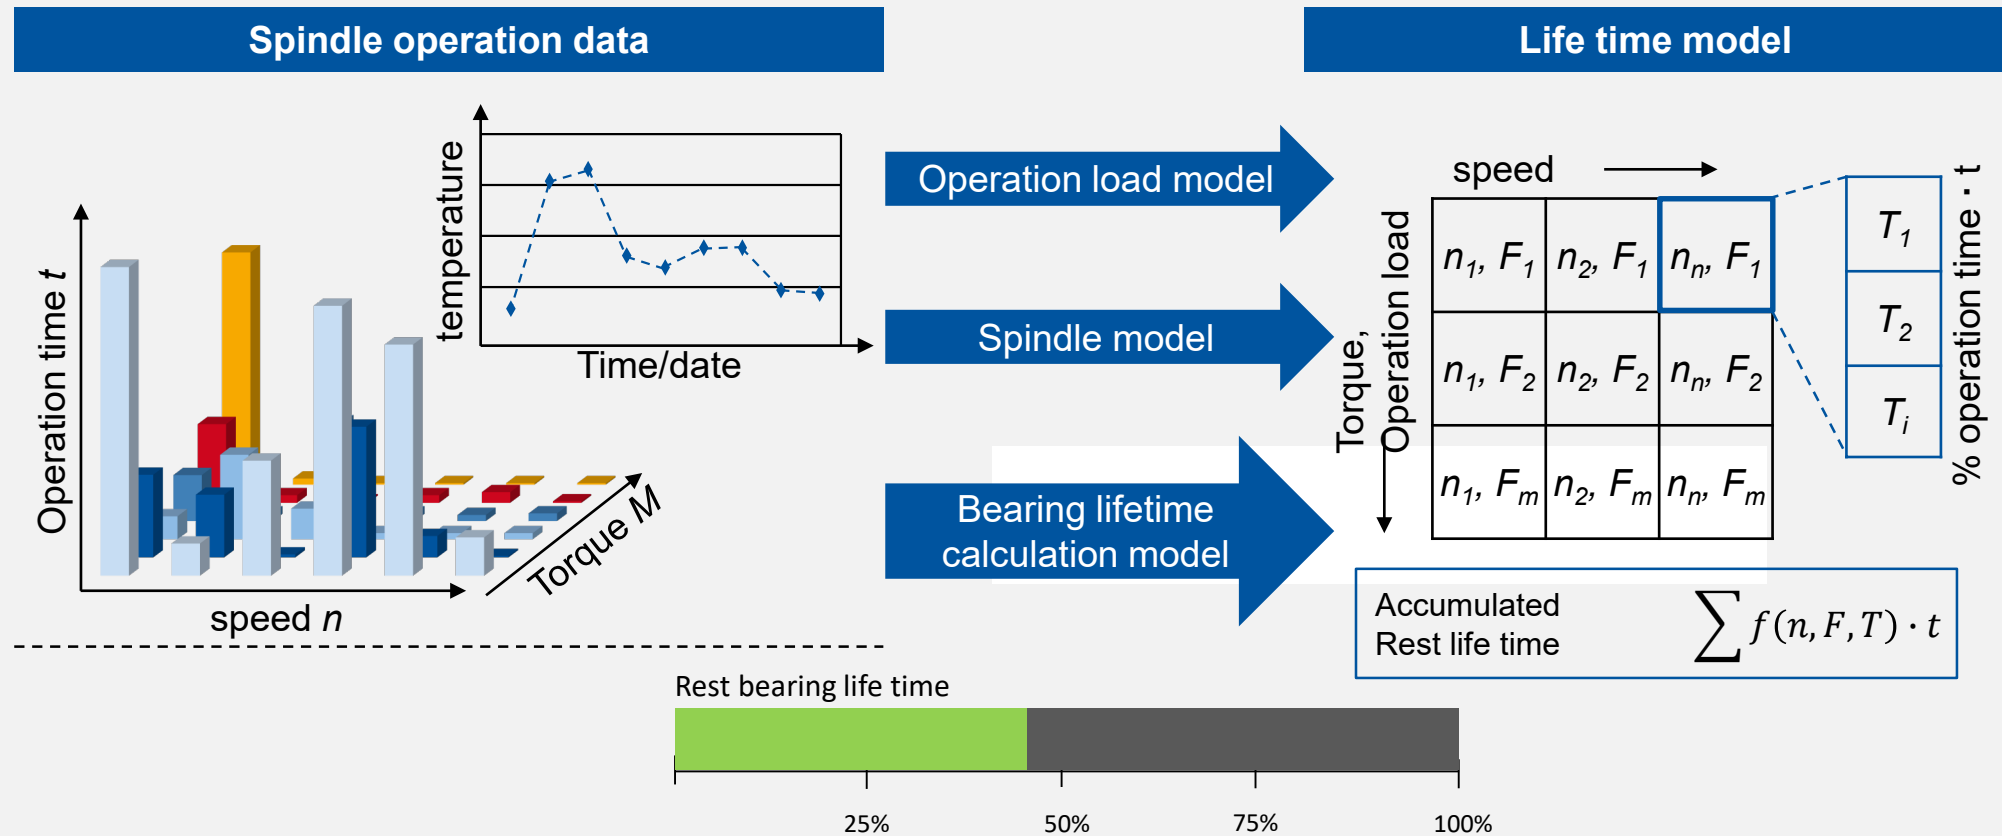 Spindle operation data
Life time model
temperature
Time/date
Operation time t
speed n
Torque M
Operation load model
Spindle model
Bearing lifetime
calculation model
speed
Torque,
Operation load
n1, F1 n2, F1 nn, F1
n1, F2 n2, F2 nn, F2
n1, Fm n2, Fm nn, Fm
T1
T2
Ti
% operation time · t
Accumulated
Rest life time
∑ f(n, F, T) · t
Rest bearing life time
25% 50% 75% 100%